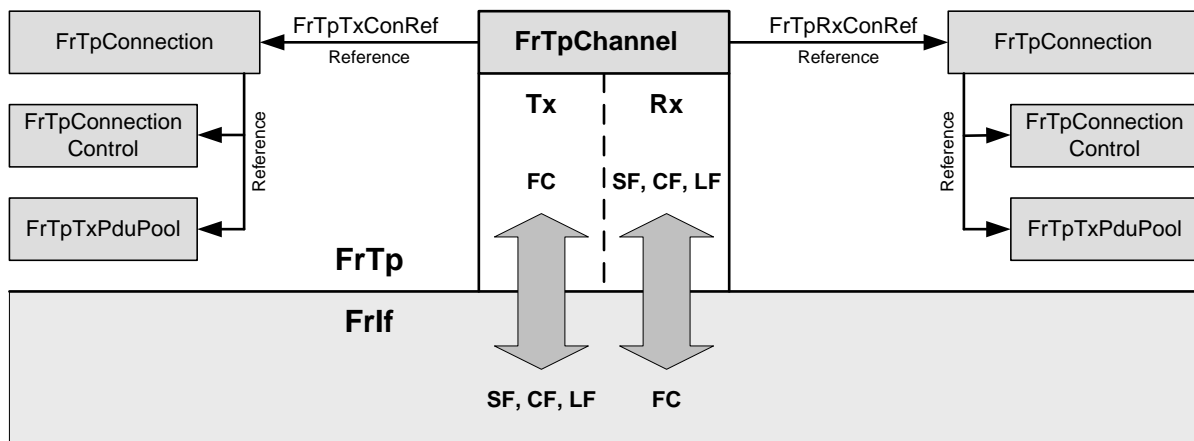 FrTpConnection
FrTpTxConRef
Reference
FrTpChannel
FrTpRxConRef
Reference
FrTpConnection
Tx
Rx
FrTpConnection
Control
Reference
Reference
FrTpConnection
Control
FC
SF, CF, LF
FrTpTxPduPool
FrTpTxPduPool
FrTp
FrIf
SF, CF, LF
FC